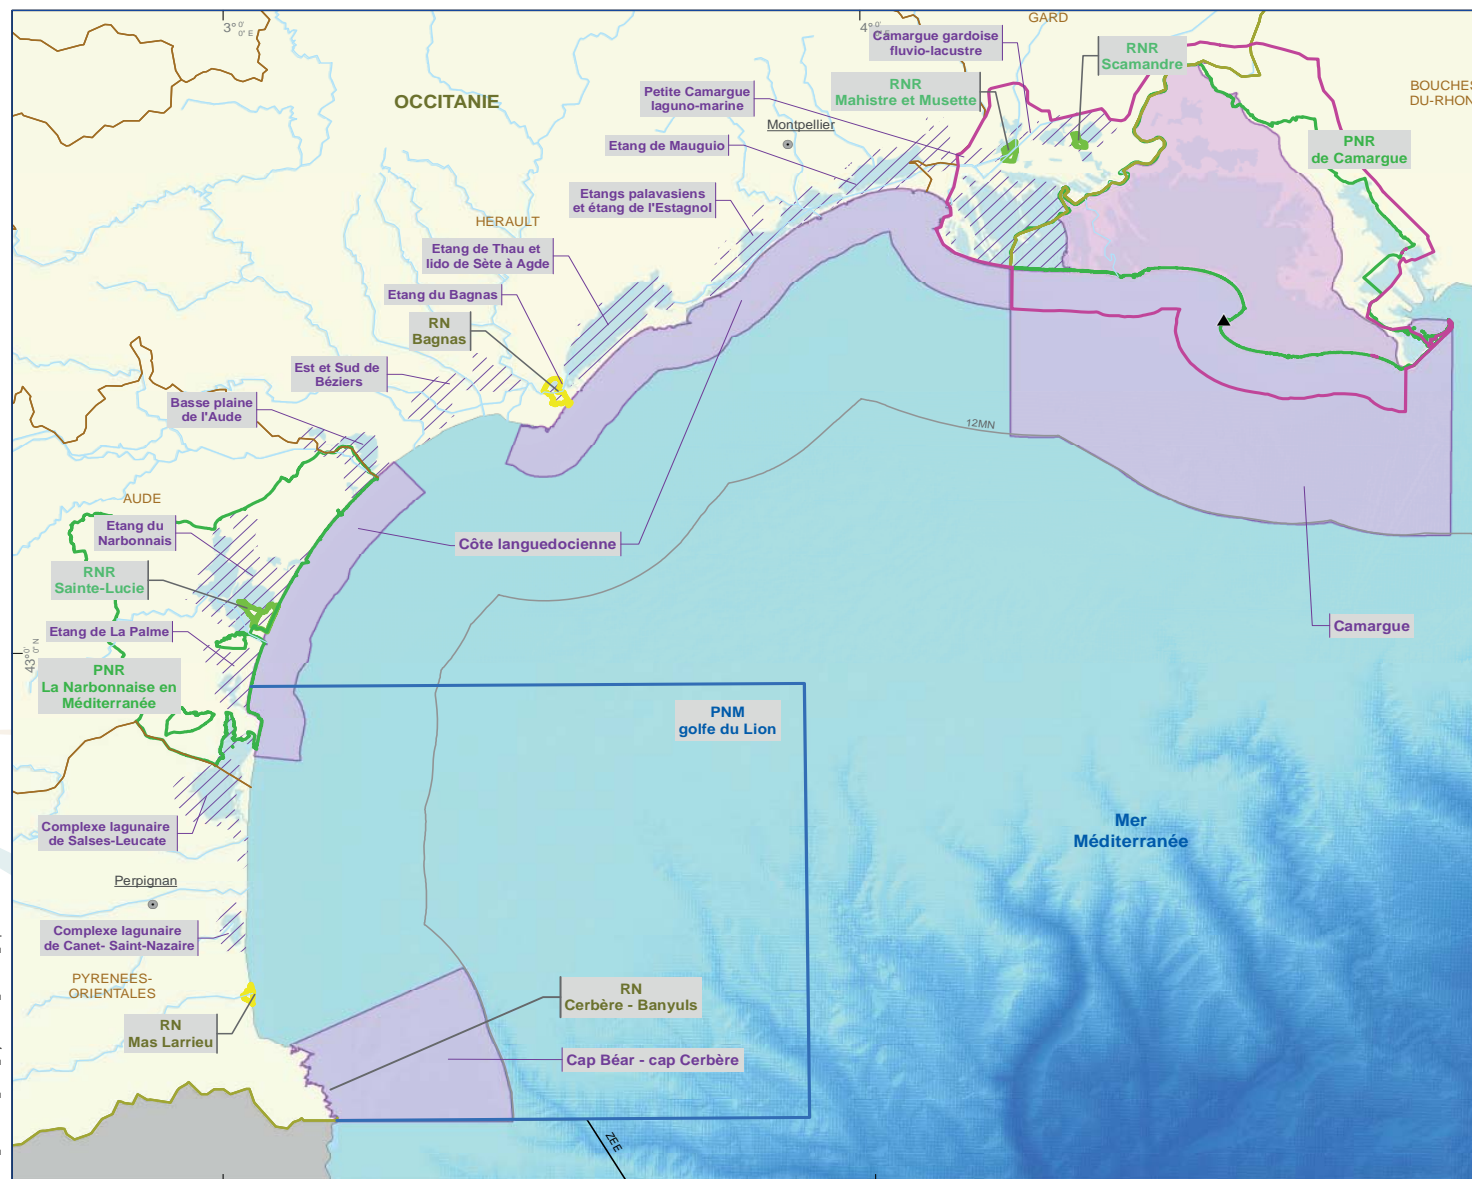 3°
0'
0" E
4°
0'
0" E
GARD
Camargue gardoise
fluvio-lacustre
RNR
Scamandre
RNR
Mahistre et Musette
Petite Camargue
laguno-marine
OCCITANIE
BOUCHES
DU-RHON
Montpellier
Etang de Mauguio
PNR
de Camargue
Etangs palavasiens
et étang de l'Estagnol
HERAULT
Etang de Thau et
lido de Sète à Agde
Etang du Bagnas
RN
Bagnas
Est et Sud de
Béziers
Basse plaine
de l'Aude
12MN
AUDE
Etang du
Narbonnais
Côte languedocienne
RNR
Sainte-Lucie
Etang de La Palme
Camargue
43°
0'
0" N
PNR
La Narbonnaise en
Méditerranée
PNM
golfe du Lion
Mer
Méditerranée
Complexe lagunaire
de Salses-Leucate
Perpignan
Complexe lagunaire
de Canet- Saint-Nazaire
PYRENEES-
ORIENTALES
RN
Cerbère - Banyuls
RN
Mas Larrieu
Cap Béar - cap Cerbère
ZEE